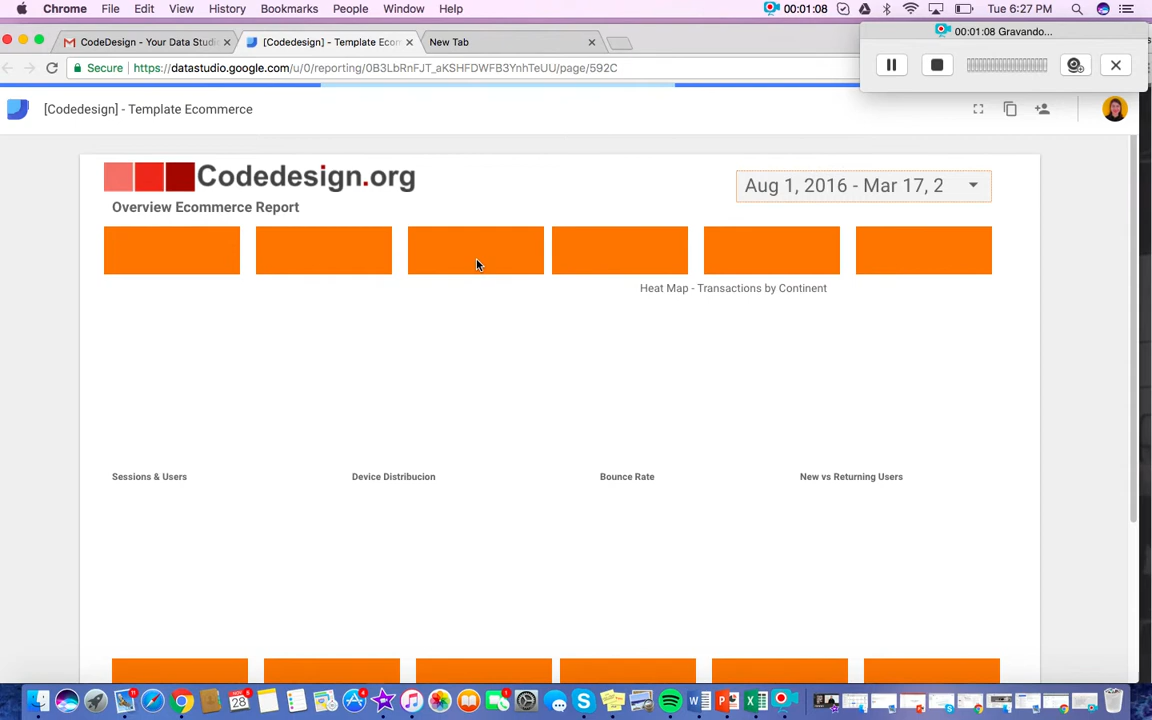 Chrome File Edit View History Bookmarks People Window Help 00:01:08 Tue 6:27 PM
CodeDesign - Your Data Studi [Codedesign] - Template Ecom New Tab
00:01:08 Gravando...
Secure https://datastudio.google.com/u/0/reporting/0B3LbRnFJT_aKSHFDWFB3YnhTeUU/page/592C
[Codedesign] - Template Ecommerce
Codedesign.org
Aug 1, 2016 - Mar 17, 2
Overview Ecommerce Report
Heat Map - Transactions by Continent
Sessions & Users Device Distribucion Bounce Rate New vs Returning Users